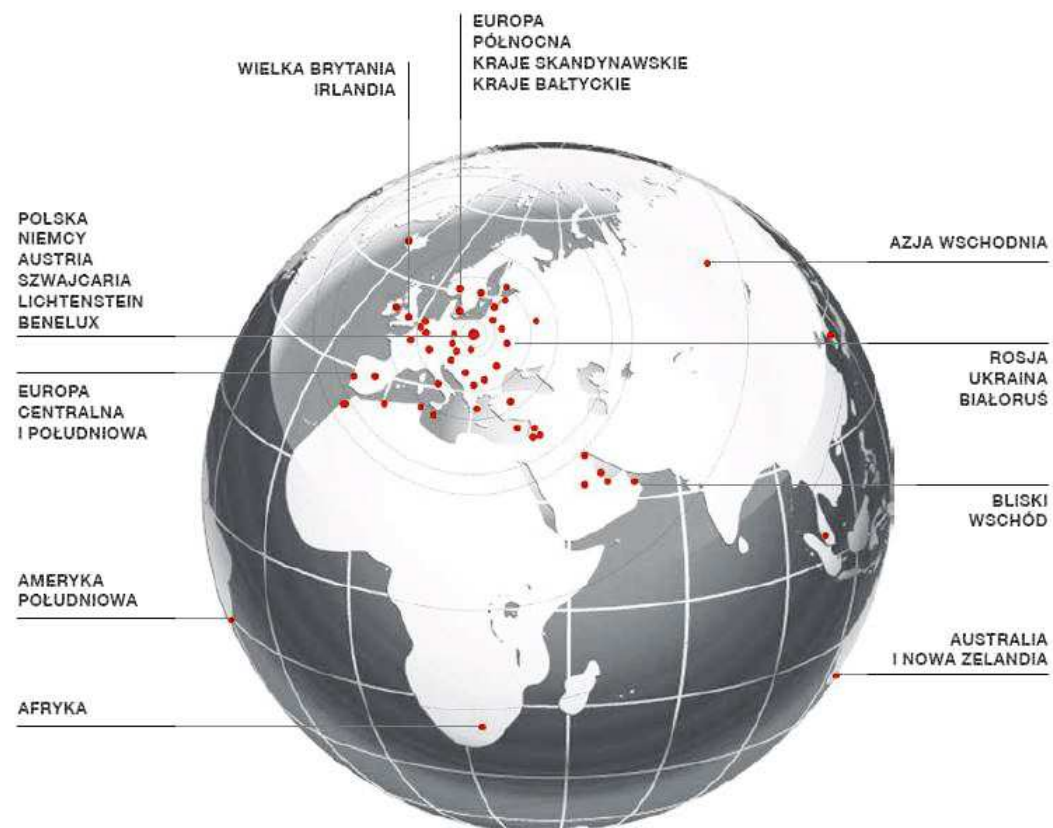 EUROPA
PÓŁNOCNA
KRAJE SKANDYNAWSKIE
KRAJE BAŁTYCKIE
WIELKA BRYTANIA
IRLANDIA
POLSKA
NIEMCY
AUSTRIA
SZWAJCARIA
LICHTENSTEIN
BENELUX
EUROPA
CENTRALNA
I POŁUDNIOWA
AMERYKA
POŁUDNIOWA
AFRYKA
AZJA WSCHODNIA
ROSJA
UKRAINA
BIAŁORUŚ
BLISKI
WSCHÓD
AUSTRALIA
I NOWA ZELANDIA